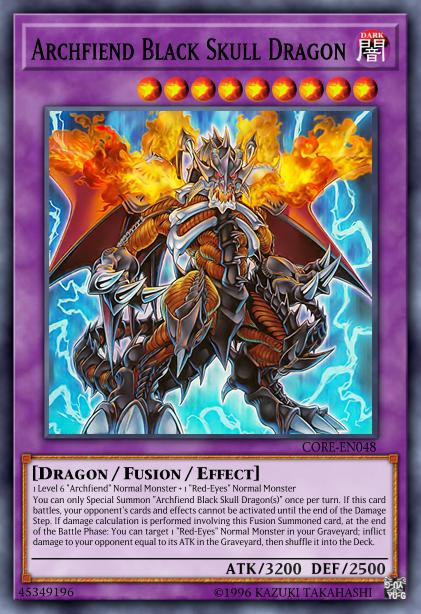 ARCHFIEND BLACK SKULL DRAGON
DARK
闇
CORE-EN048
[DRAGON / FUSION / EFFECT]
1 Level 6 "Archfiend" Normal Monster + 1 "Red-Eyes" Normal Monster
You can only Special Summon "Archfiend Black Skull Dragon(s)" once per turn. If this card
battles, your opponent's cards and effects cannot be activated until the end of the Damage
Step. If damage calculation is performed involving this Fusion Summoned card, at the end
of the Battle Phase: You can target 1 "Red-Eyes" Normal Monster in your Graveyard; inflict
damage to your opponent equal to its ATK in the Graveyard, then shuffle it into the Deck.
ATK/3200 DEF/2500
45349196
©1996 KAZUKI TAKAHASHI